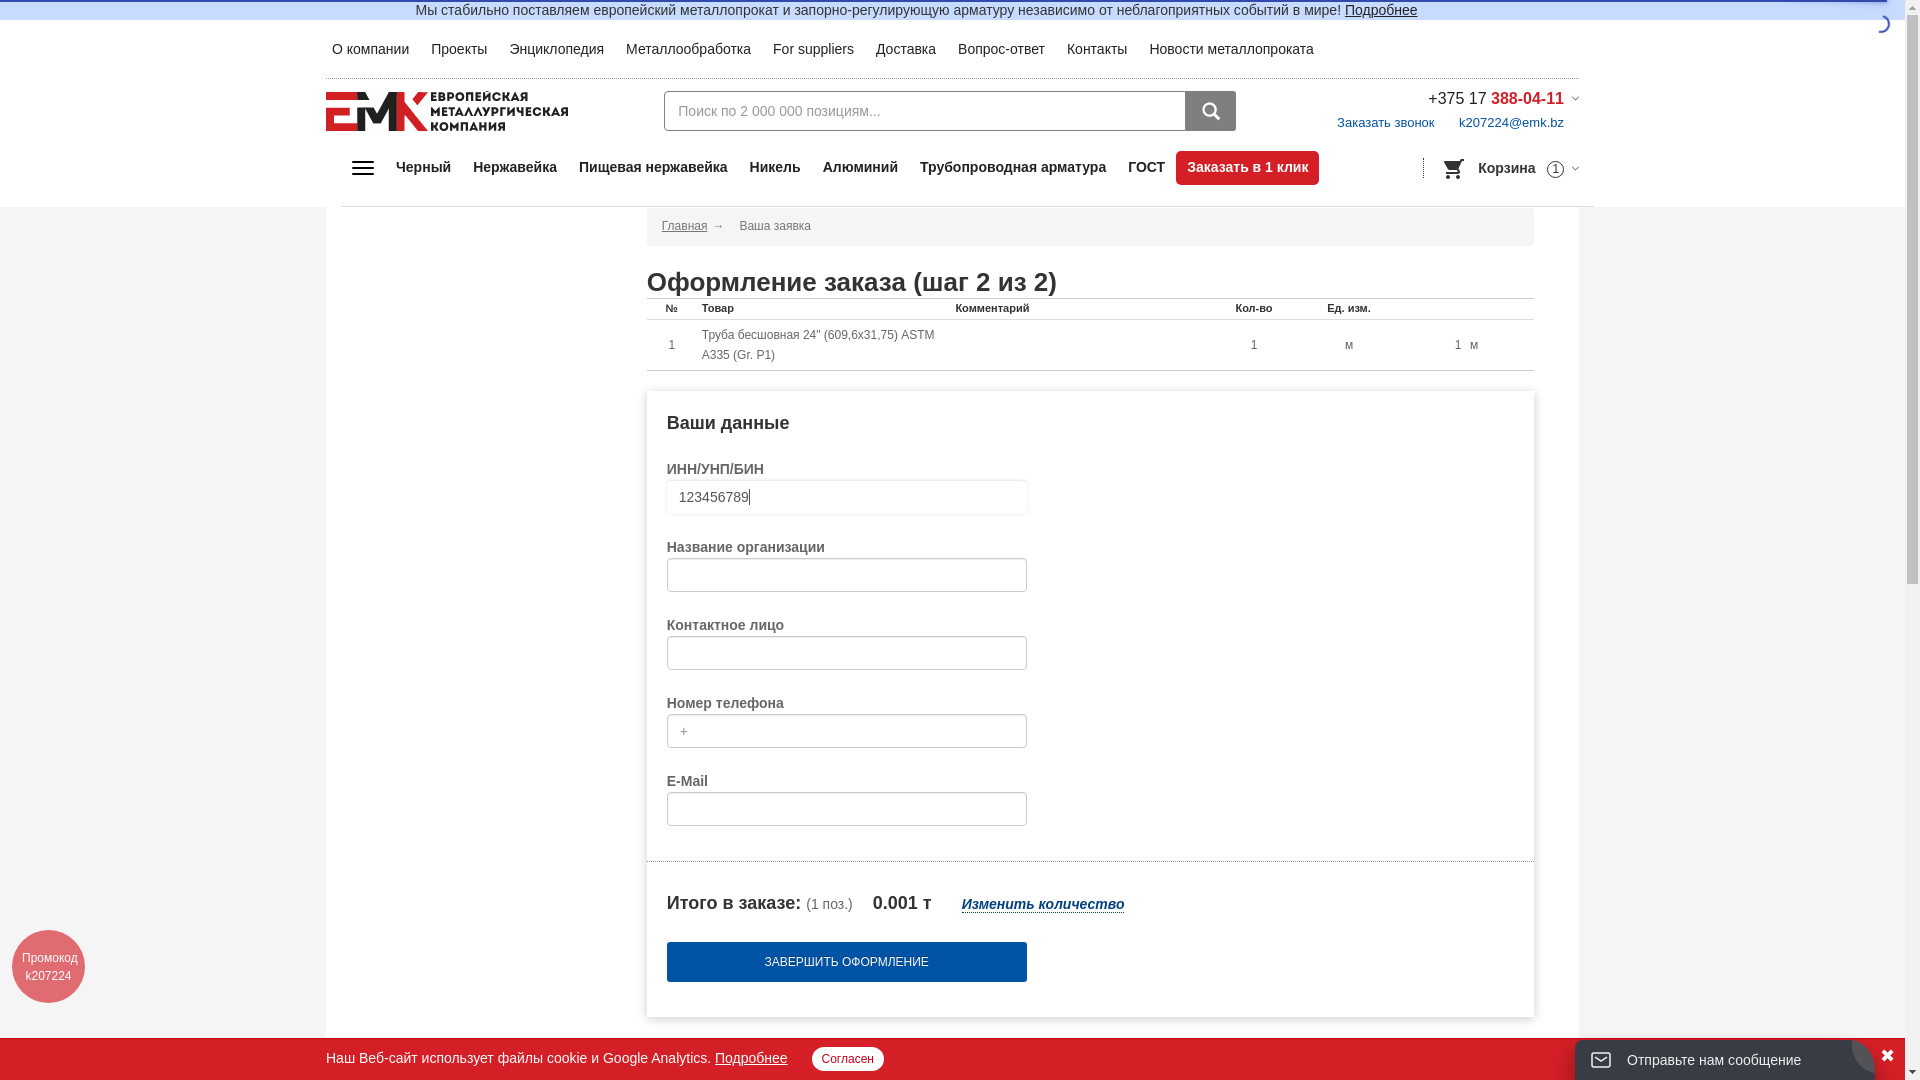 Мы стабильно поставляем европейский металлопрокат и запорно-регулирующую арматуру независимо от неблагоприятных событий в мире! Подробнее
О компании Проекты Энциклопедия Металлообработка For suppliers Доставка Вопрос-ответ Контакты Новости металлопроката
ЕВРОПЕЙСКАЯ
МЕТАЛЛУРГИЧЕСКАЯ
КОМПАНИЯ
ЕМК
Поиск по 2 000 000 позициям...
+375 17 388-04-11
Заказать звонок k207224@emk.bz
Черный Нержавейка Пищевая нержавейка Никель Алюминий Трубопроводная арматура ГОСТ Заказать в 1 клик
Корзина 1
Главная → Ваша заявка
Оформление заказа (шаг 2 из 2)
№ Товар Комментарий Кол-во Ед. изм.
1 Труба бесшовная 24" (609,6х31,75) ASTM A335 (Gr. P1) 1 м 1 м
Ваши данные
ИНН/УНП/БИН
123456789
Название организации
Контактное лицо
Номер телефона
+
E-Mail
Итого в заказе: (1 поз.) 0.001 т Изменить количество
ЗАВЕРШИТЬ ОФОРМЛЕНИЕ
Промокод
k207224
Наш Веб-сайт использует файлы cookie и Google Analytics. Подробнее Согласен
Отправьте нам сообщение